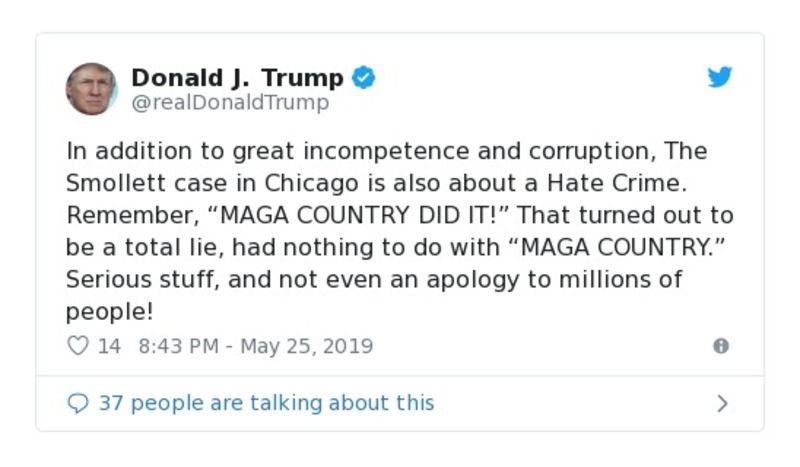 Donald J. Trump
@realDonaldTrump
In addition to great incompetence and corruption, The
Smollett case in Chicago is also about a Hate Crime.
Remember, “MAGA COUNTRY DID IT!” That turned out to
be a total lie, had nothing to do with “MAGA COUNTRY.”
Serious stuff, and not even an apology to millions of
people!
14 8:43 PM - May 25, 2019
37 people are talking about this